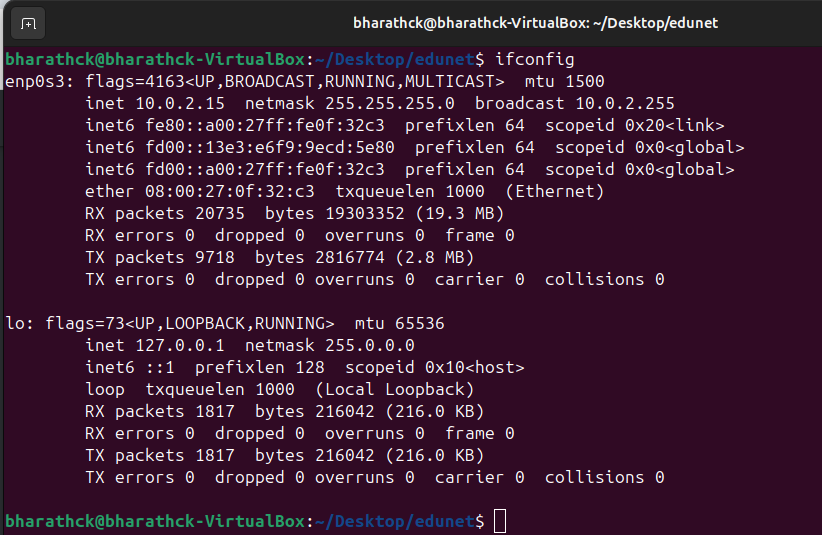 bharathck@bharathck-VirtualBox: ~/Desktop/edunet
bharathck@bharathck-VirtualBox:~/Desktop/edunet$ ifconfig
enp0s3: flags=4163<UP,BROADCAST,RUNNING,MULTICAST>  mtu 1500
        inet 10.0.2.15  netmask 255.255.255.0  broadcast 10.0.2.255
        inet6 fe80::a00:27ff:fe0f:32c3  prefixlen 64  scopeid 0x20<link>
        inet6 fd00::13e3:e6f9:9ecd:5e80  prefixlen 64  scopeid 0x0<global>
        inet6 fd00::a00:27ff:fe0f:32c3  prefixlen 64  scopeid 0x0<global>
        ether 08:00:27:0f:32:c3  txqueuelen 1000  (Ethernet)
        RX packets 20735  bytes 19303352 (19.3 MB)
        RX errors 0  dropped 0  overruns 0  frame 0
        TX packets 9718  bytes 2816774 (2.8 MB)
        TX errors 0  dropped 0 overruns 0  carrier 0  collisions 0
lo: flags=73<UP,LOOPBACK,RUNNING>  mtu 65536
        inet 127.0.0.1  netmask 255.0.0.0
        inet6 ::1  prefixlen 128  scopeid 0x10<host>
        loop  txqueuelen 1000  (Local Loopback)
        RX packets 1817  bytes 216042 (216.0 KB)
        RX errors 0  dropped 0  overruns 0  frame 0
        TX packets 1817  bytes 216042 (216.0 KB)
        TX errors 0  dropped 0 overruns 0  carrier 0  collisions 0
bharathck@bharathck-VirtualBox:~/Desktop/edunet$